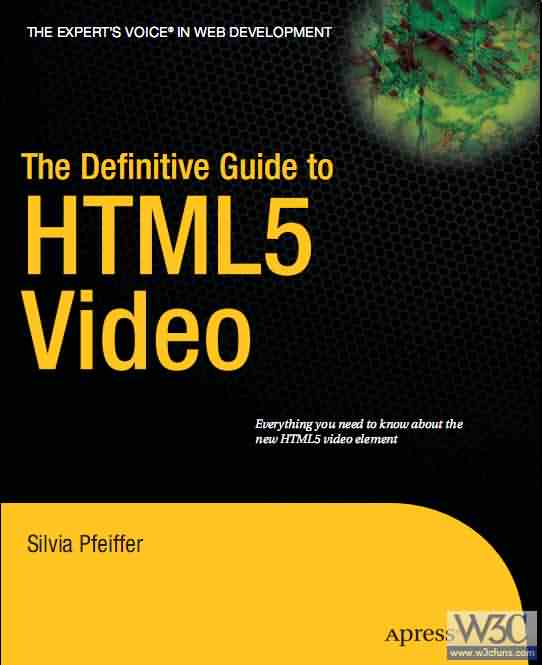 THE EXPERT'S VOICE® IN WEB DEVELOPMENT
The Definitive Guide to
HTML5
Video
Everything you need to know about the
new HTML5 video element
Silvia Pfeiffer
Apress
W3C
www.w3cfuns.com